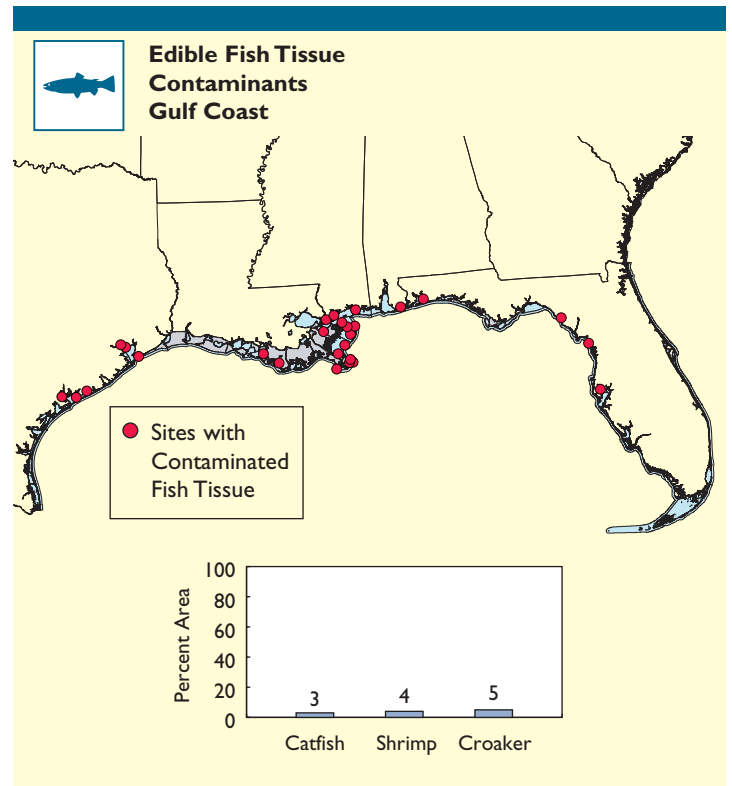 Edible Fish Tissue
Contaminants
Gulf Coast
Sites with
Contaminated
Fish Tissue
Percent Area
100
80
60
40
20
0
3
4
5
Catfish
Shrimp
Croaker